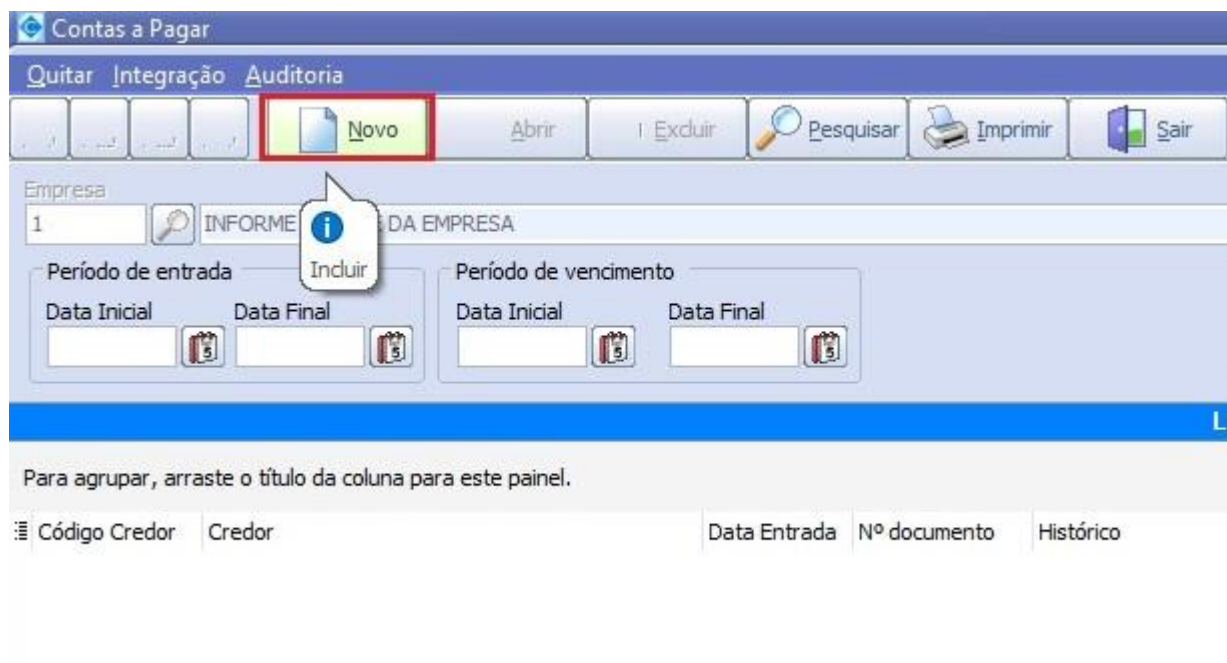 Contas a Pagar
Quitar Integração Auditoria
Novo Abrir Excluir Pesquisar Imprimir Sair
Empresa
1 INFORME DA EMPRESA
Incluir
Período de entrada Período de vencimento
Data Inicial Data Final Data Inicial Data Final
L
Para agrupar, arraste o título da coluna para este painel.
Código Credor Credor Data Entrada Nº documento Histórico